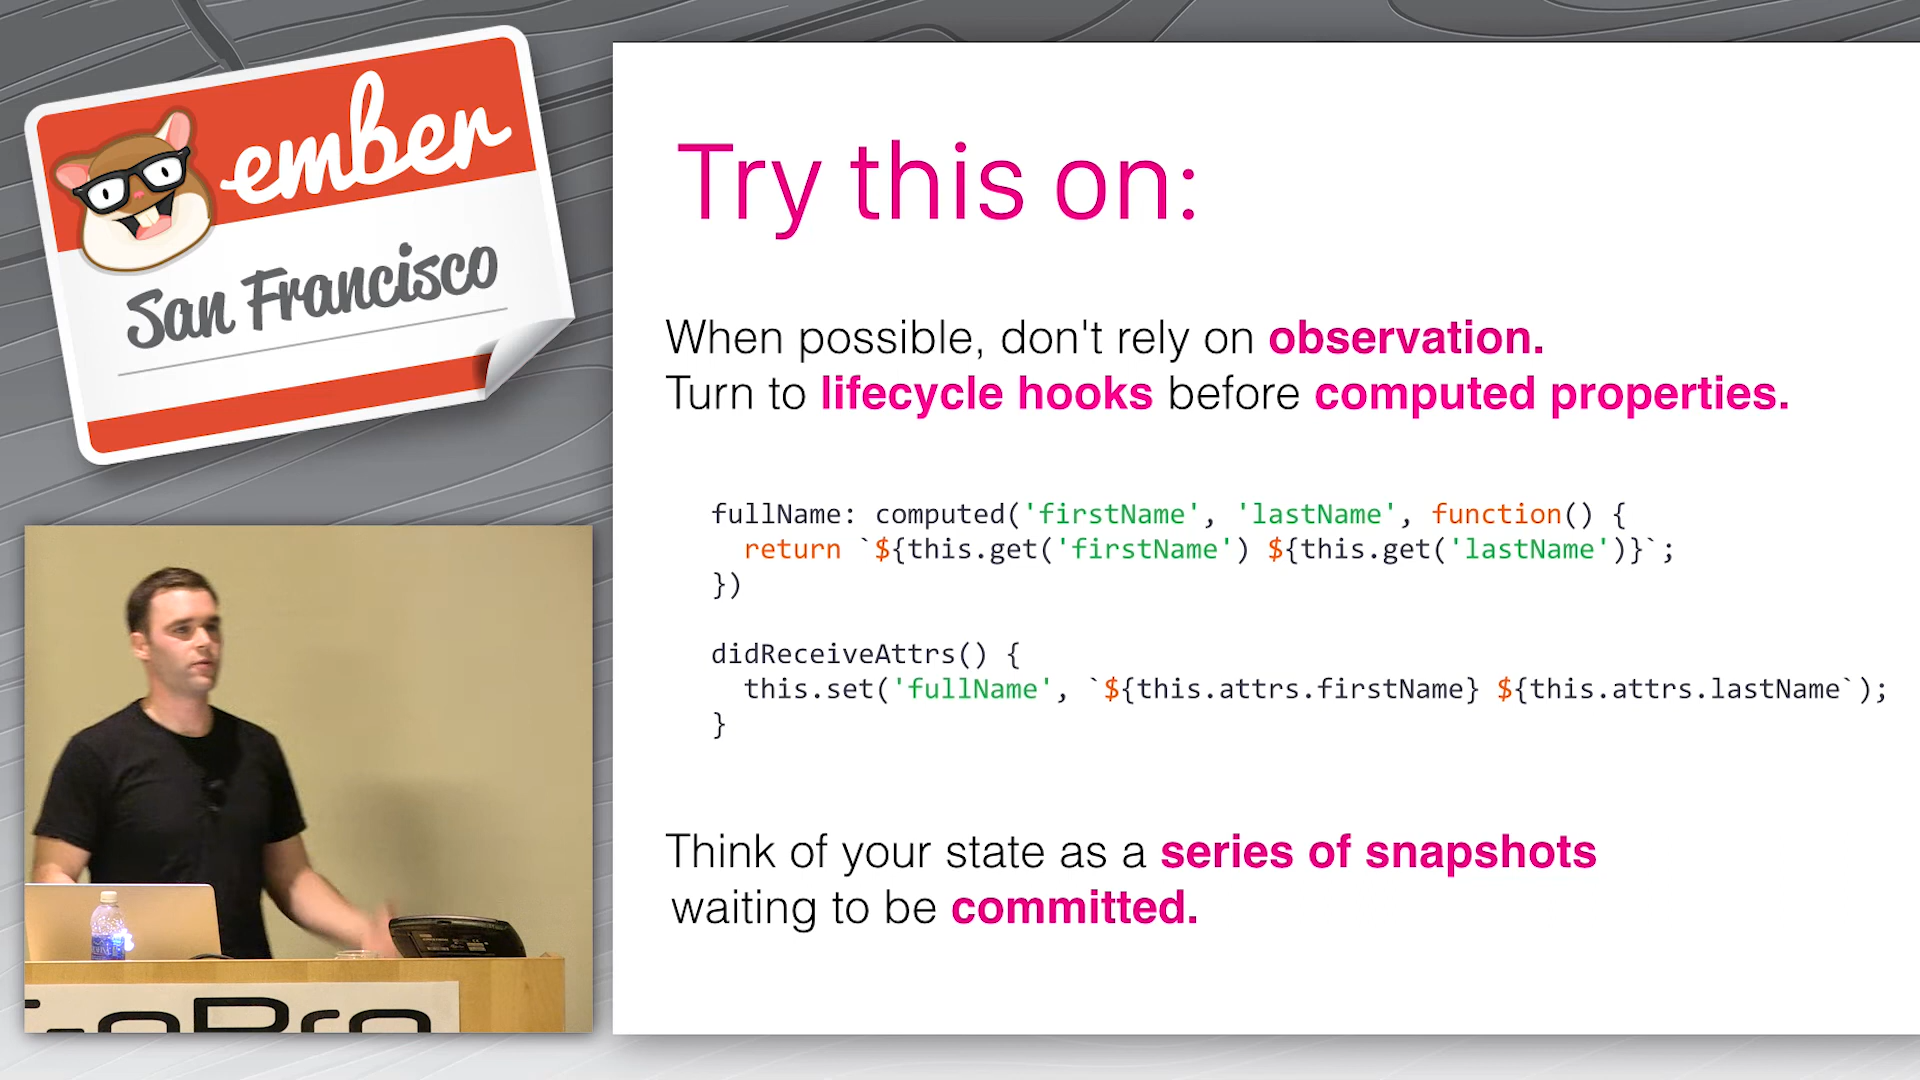 ember
San Francisco
Try this on:
When possible, don't rely on observation.
Turn to lifecycle hooks before computed properties.
fullName: computed('firstName', 'lastName', function() {
  return `${this.get('firstName') ${this.get('lastName')}`;
})
didReceiveAttrs() {
  this.set('fullName', `${this.attrs.firstName} ${this.attrs.lastName`);
}
Think of your state as a series of snapshots
waiting to be committed.
GoPro